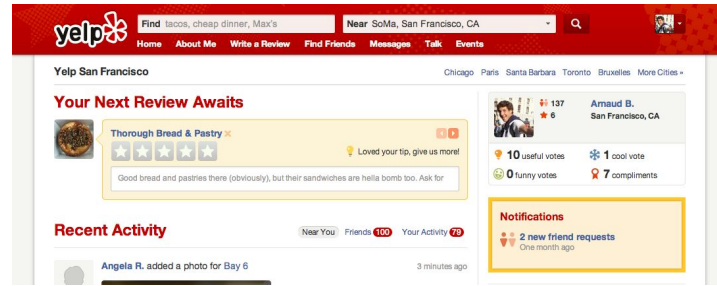 yelp
Find tacos, cheap dinner, Max's
Near SoMa, San Francisco, CA
Home About Me Write a Review Find Friends Messages Talk Events
Yelp San Francisco
Chicago Paris Santa Barbara Toronto Bruxelles More Cities »
Your Next Review Awaits
Thorough Bread & Pastry ×
Loved your tip, give us more!
Good bread and pastries there (obviously), but their sandwiches are hella bomb too. Ask for
Recent Activity
Near You Friends 100 Your Activity 79
Angela R. added a photo for Bay 6
3 minutes ago
137
6
Arnaud B.
San Francisco, CA
10 useful votes
1 cool vote
0 funny votes
7 compliments
Notifications
2 new friend requests
One month ago